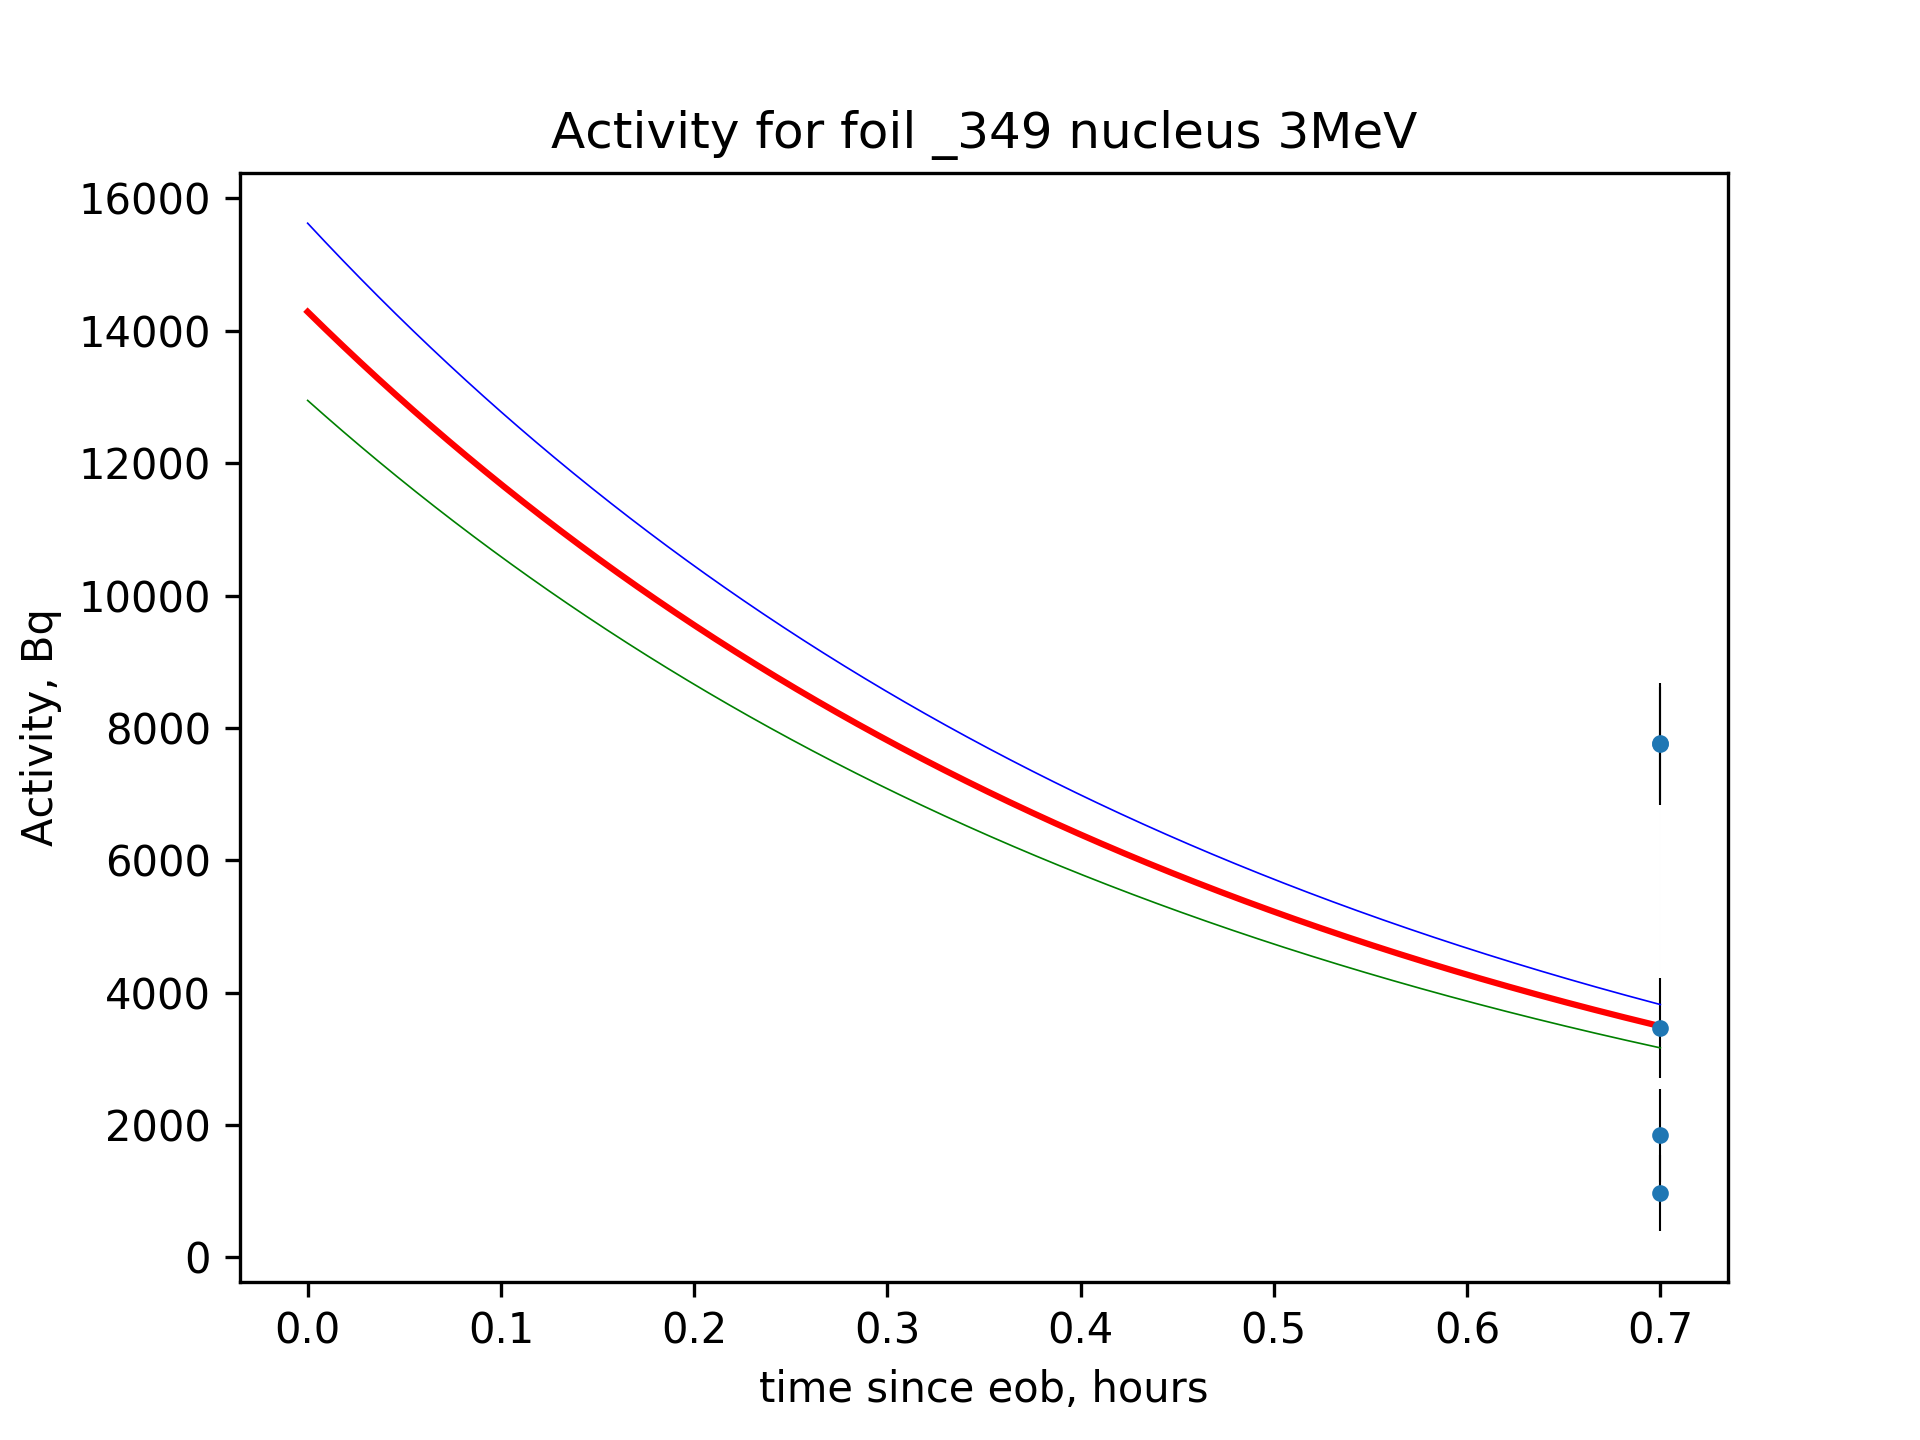 Activity for foil _349 nucleus 3MeV
16000
14000
12000
10000
8000
6000
4000
2000
0
Activity, Bq
0.0 0.1 0.2 0.3 0.4 0.5 0.6 0.7
time since eob, hours